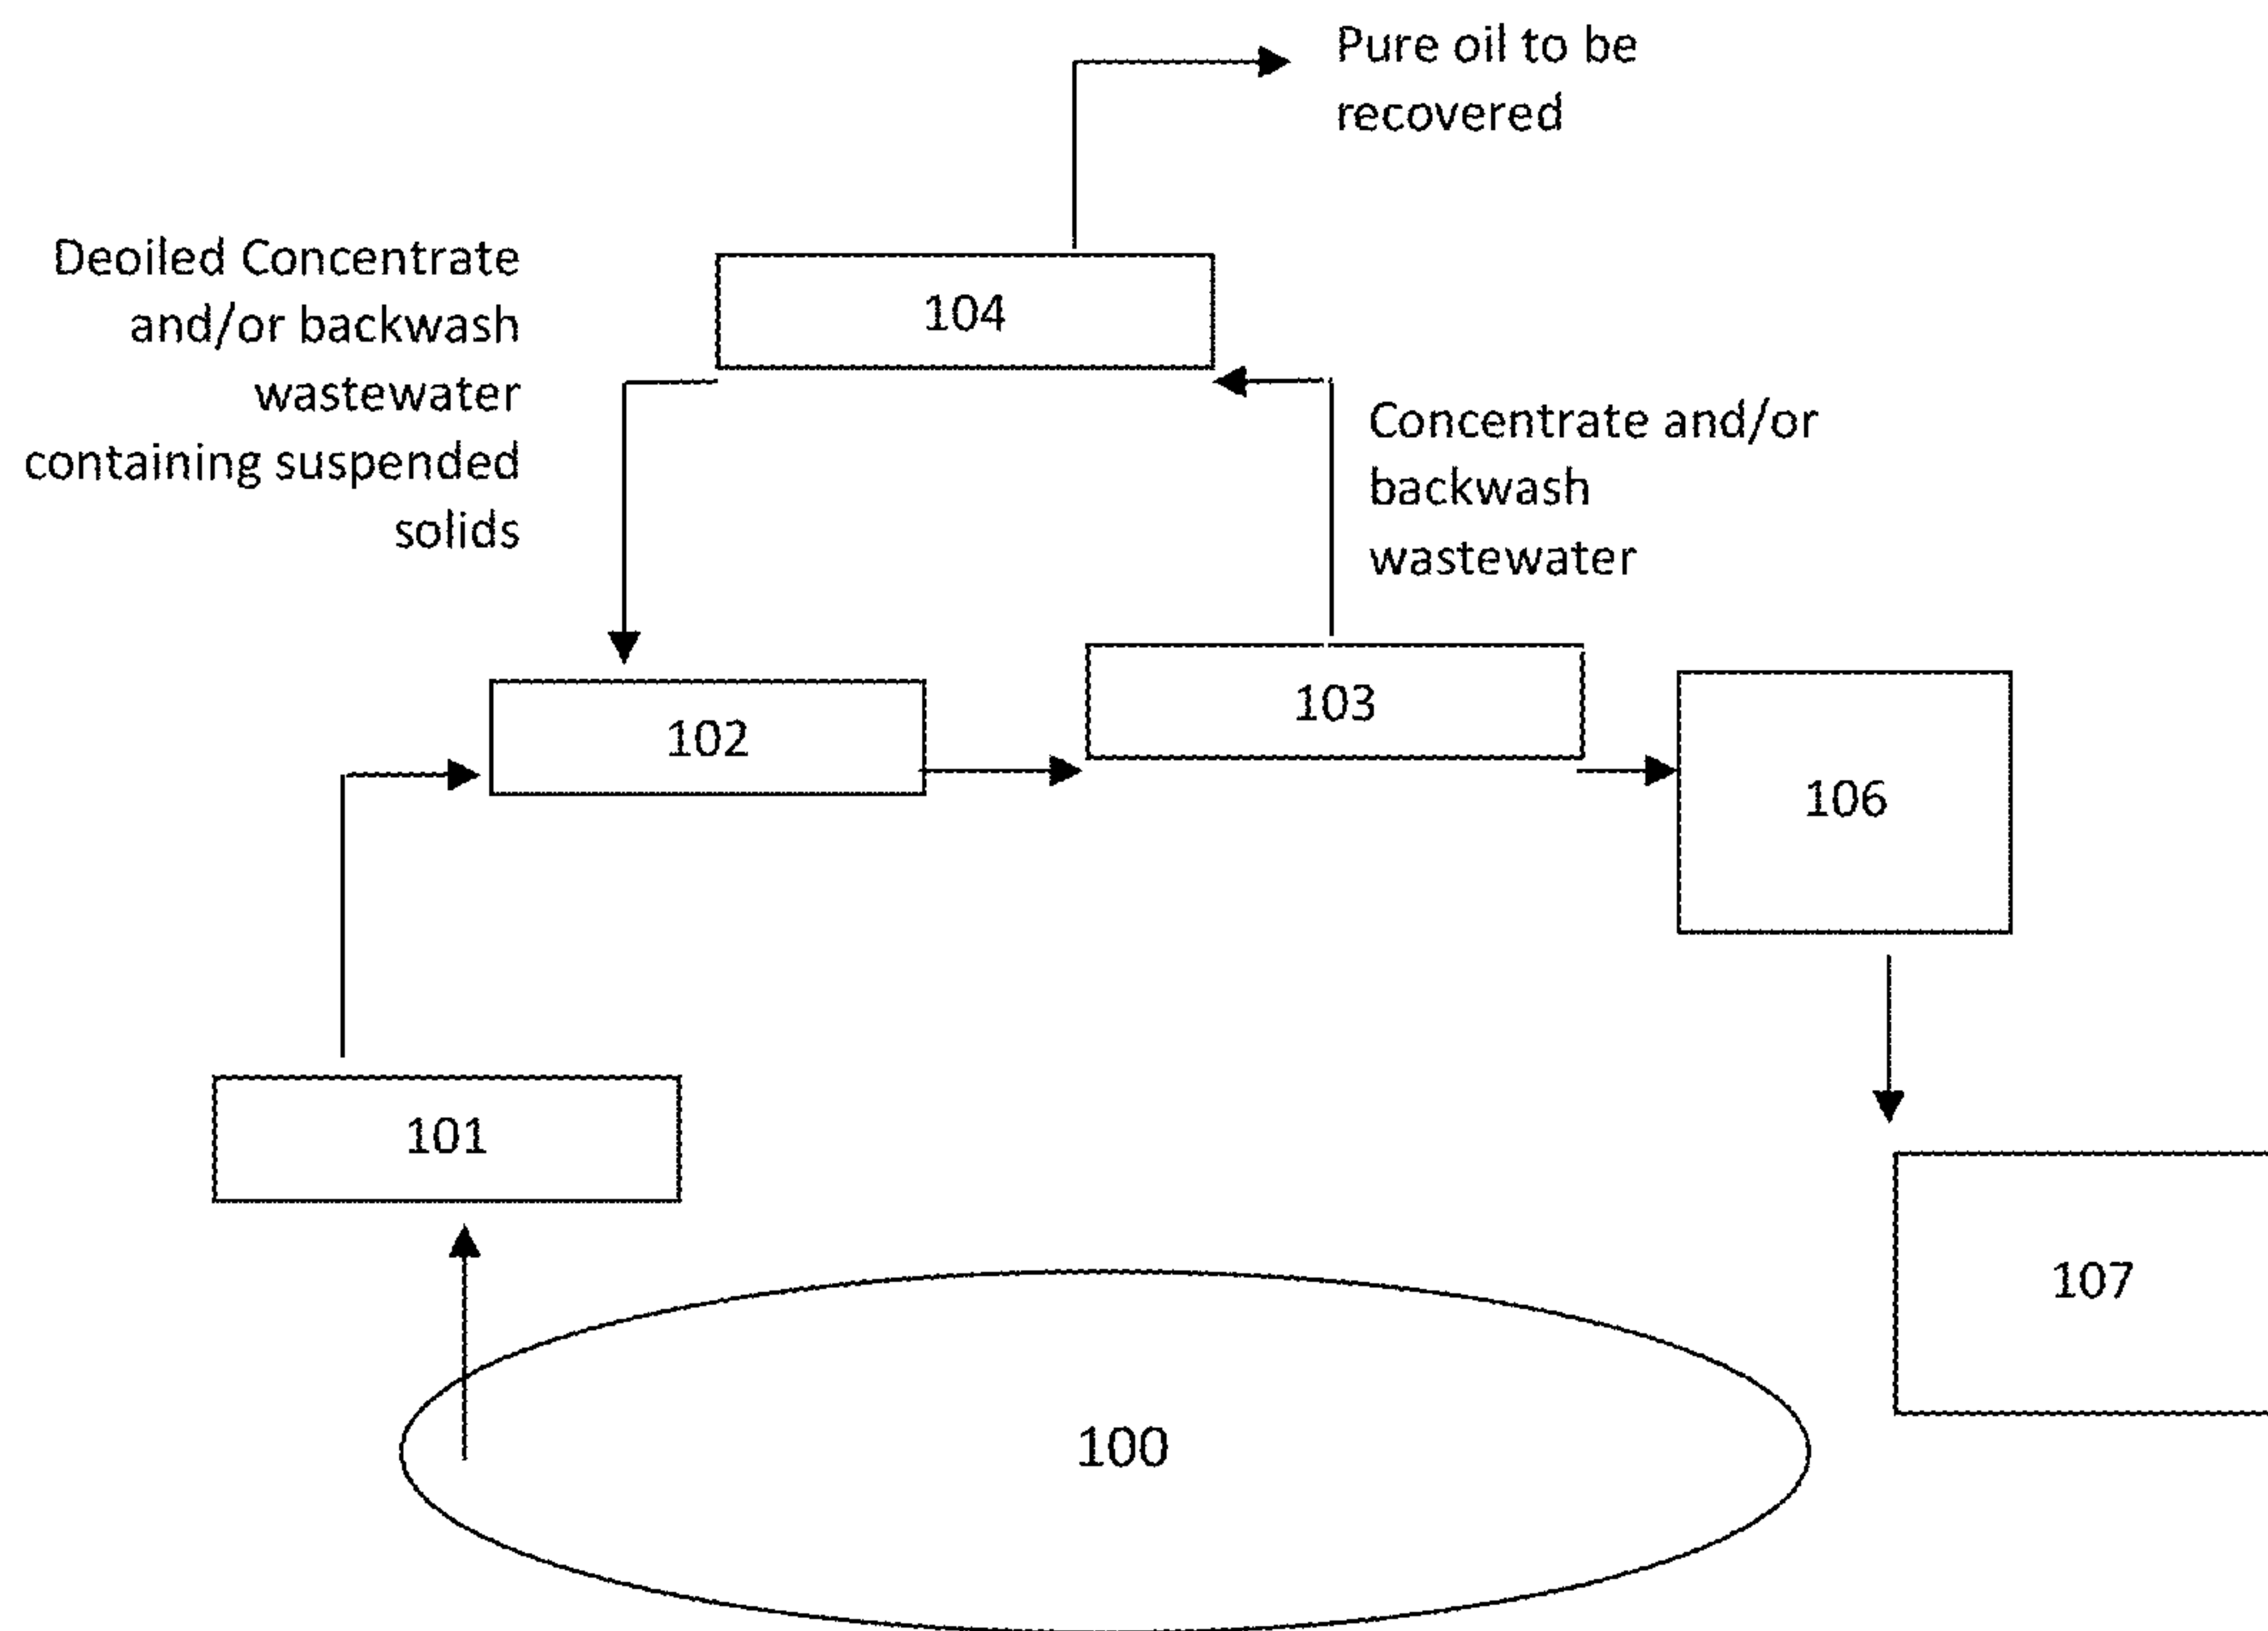 Pure oil to be
recovered
Deoiled Concentrate
and/or backwash
wastewater
containing suspended
solids
104
Concentrate and/or
backwash
wastewater
102
103
106
101
107
100